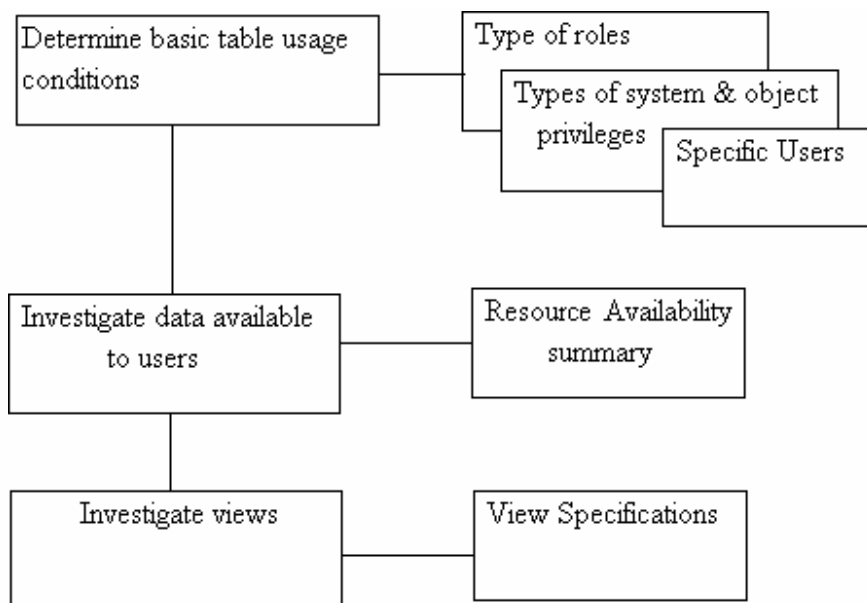 Determine basic table usage
conditions
Type of roles
Types of system & object
privileges
Specific Users
Investigate data available
to users
Resource Availability
summary
Investigate views
View Specifications